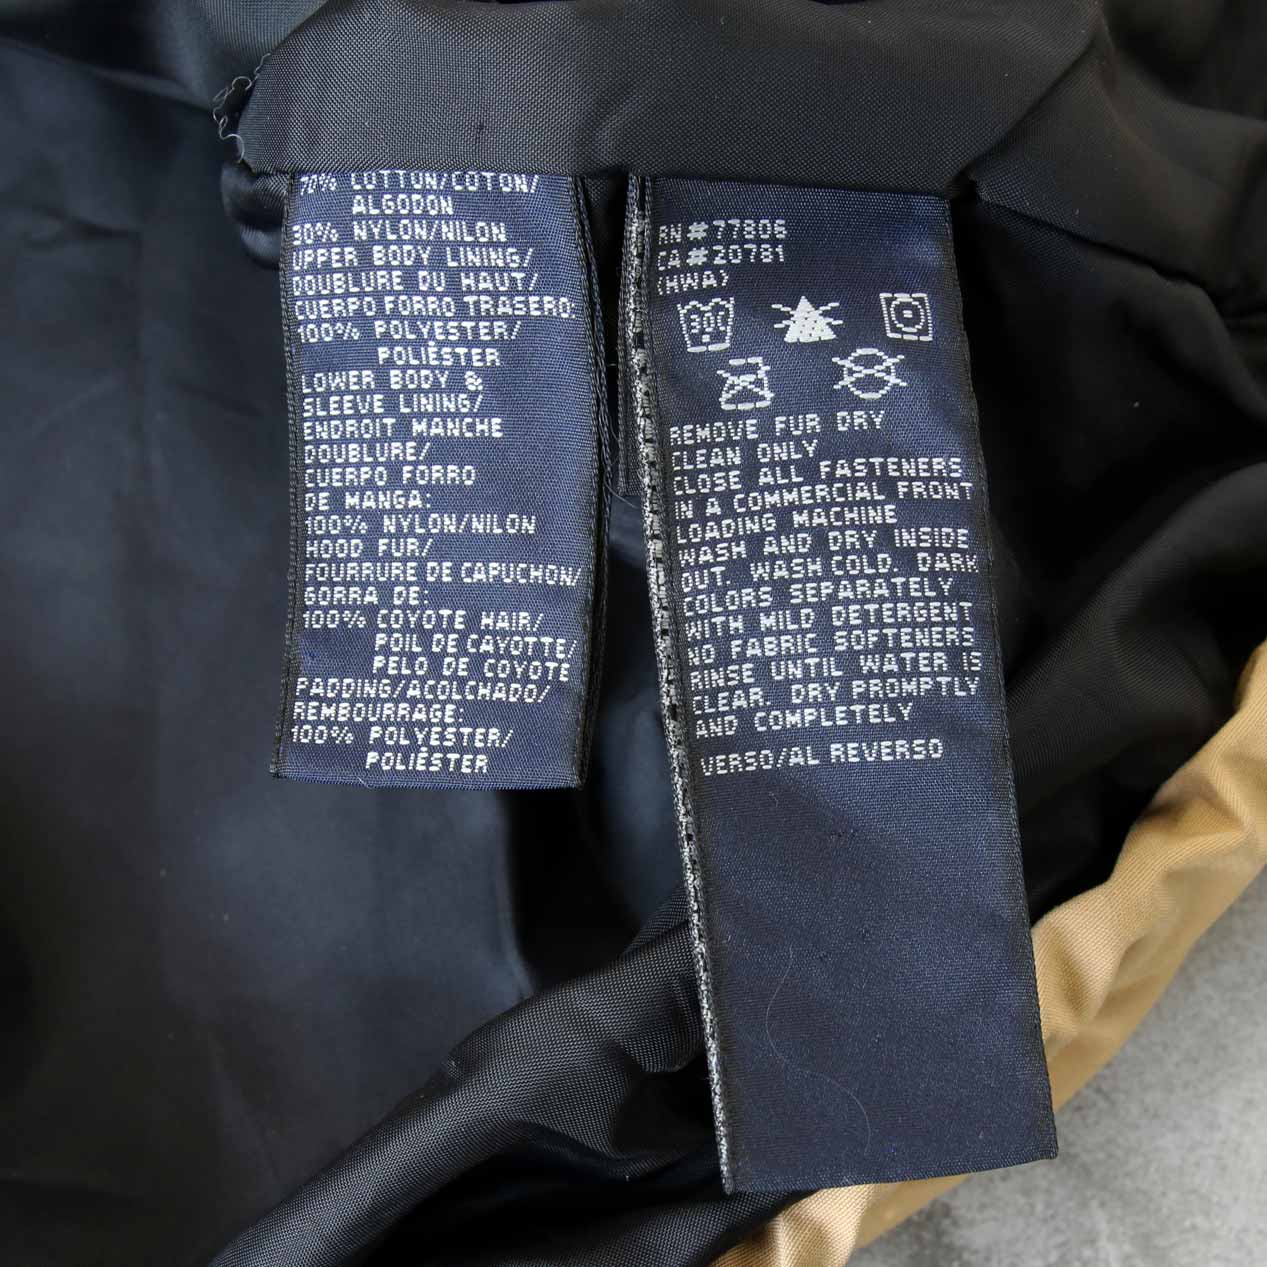 70% COTTON/COTON/
ALGODON
30% NYLON/NILON
UPPER BODY LINING/
DOUBLURE DU HAUT/
CUERPO FORRO TRASERO:
100% POLYESTER/
POLIÉSTER
LOWER BODY &
SLEEVE LINING/
ENDROIT MANCHE
DOUBLURE/
CUERPO FORRO
DE MANGA:
100% NYLON/NILON
HOOD FUR/
FOURRURE DE CAPUCHON/
GORRA DE:
100% COYOTE HAIR/
POIL DE CAYOTTE/
PELO DE COYOTE
PADDING/ACOLCHADO/
REMBOURRAGE:
100% POLYESTER/
POLIÉSTER
RN#77806
CA#20781
(HWA)
30C
REMOVE FUR DRY
CLEAN ONLY
CLOSE ALL FASTENERS
IN A COMMERCIAL FRONT
LOADING MACHINE
WASH AND DRY INSIDE
OUT. WASH COLD. DARK
COLORS SEPARATELY
WITH MILD DETERGENT
NO FABRIC SOFTENERS
RINSE UNTIL WATER IS
CLEAR. DRY PROMPTLY
AND COMPLETELY
VERSO/AL REVERSO